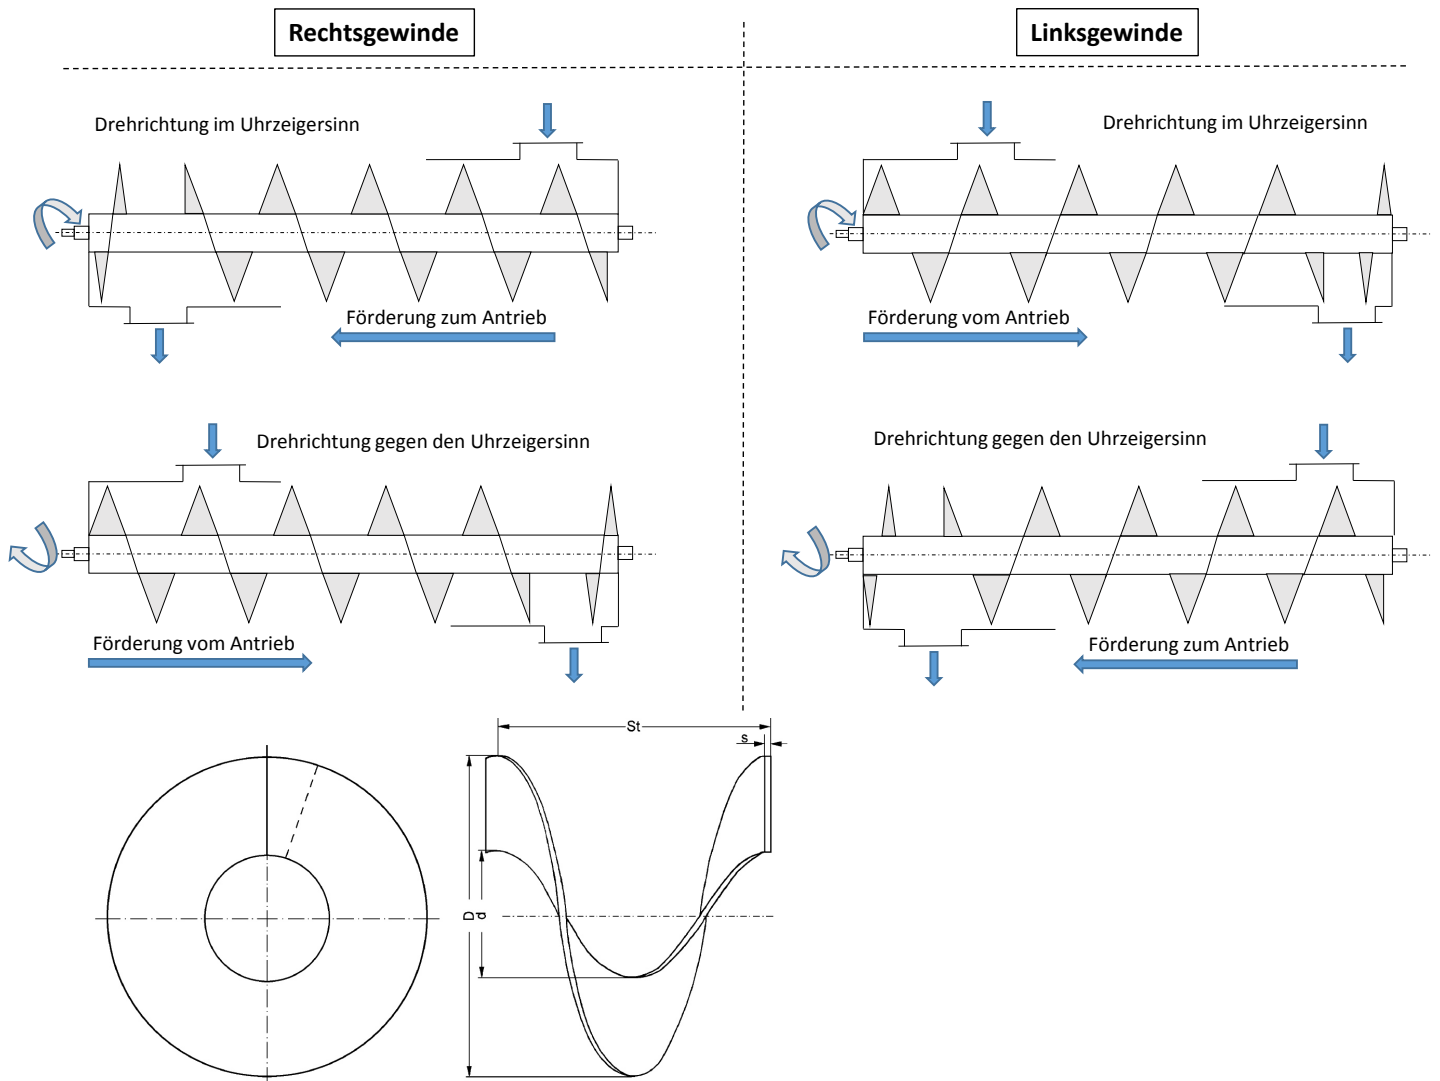 Rechtsgewinde
Linksgewinde
Drehrichtung im Uhrzeigersinn
Drehrichtung im Uhrzeigersinn
Förderung zum Antrieb
Förderung vom Antrieb
Drehrichtung gegen den Uhrzeigersinn
Drehrichtung gegen den Uhrzeigersinn
Förderung vom Antrieb
Förderung zum Antrieb
St
s
D
d